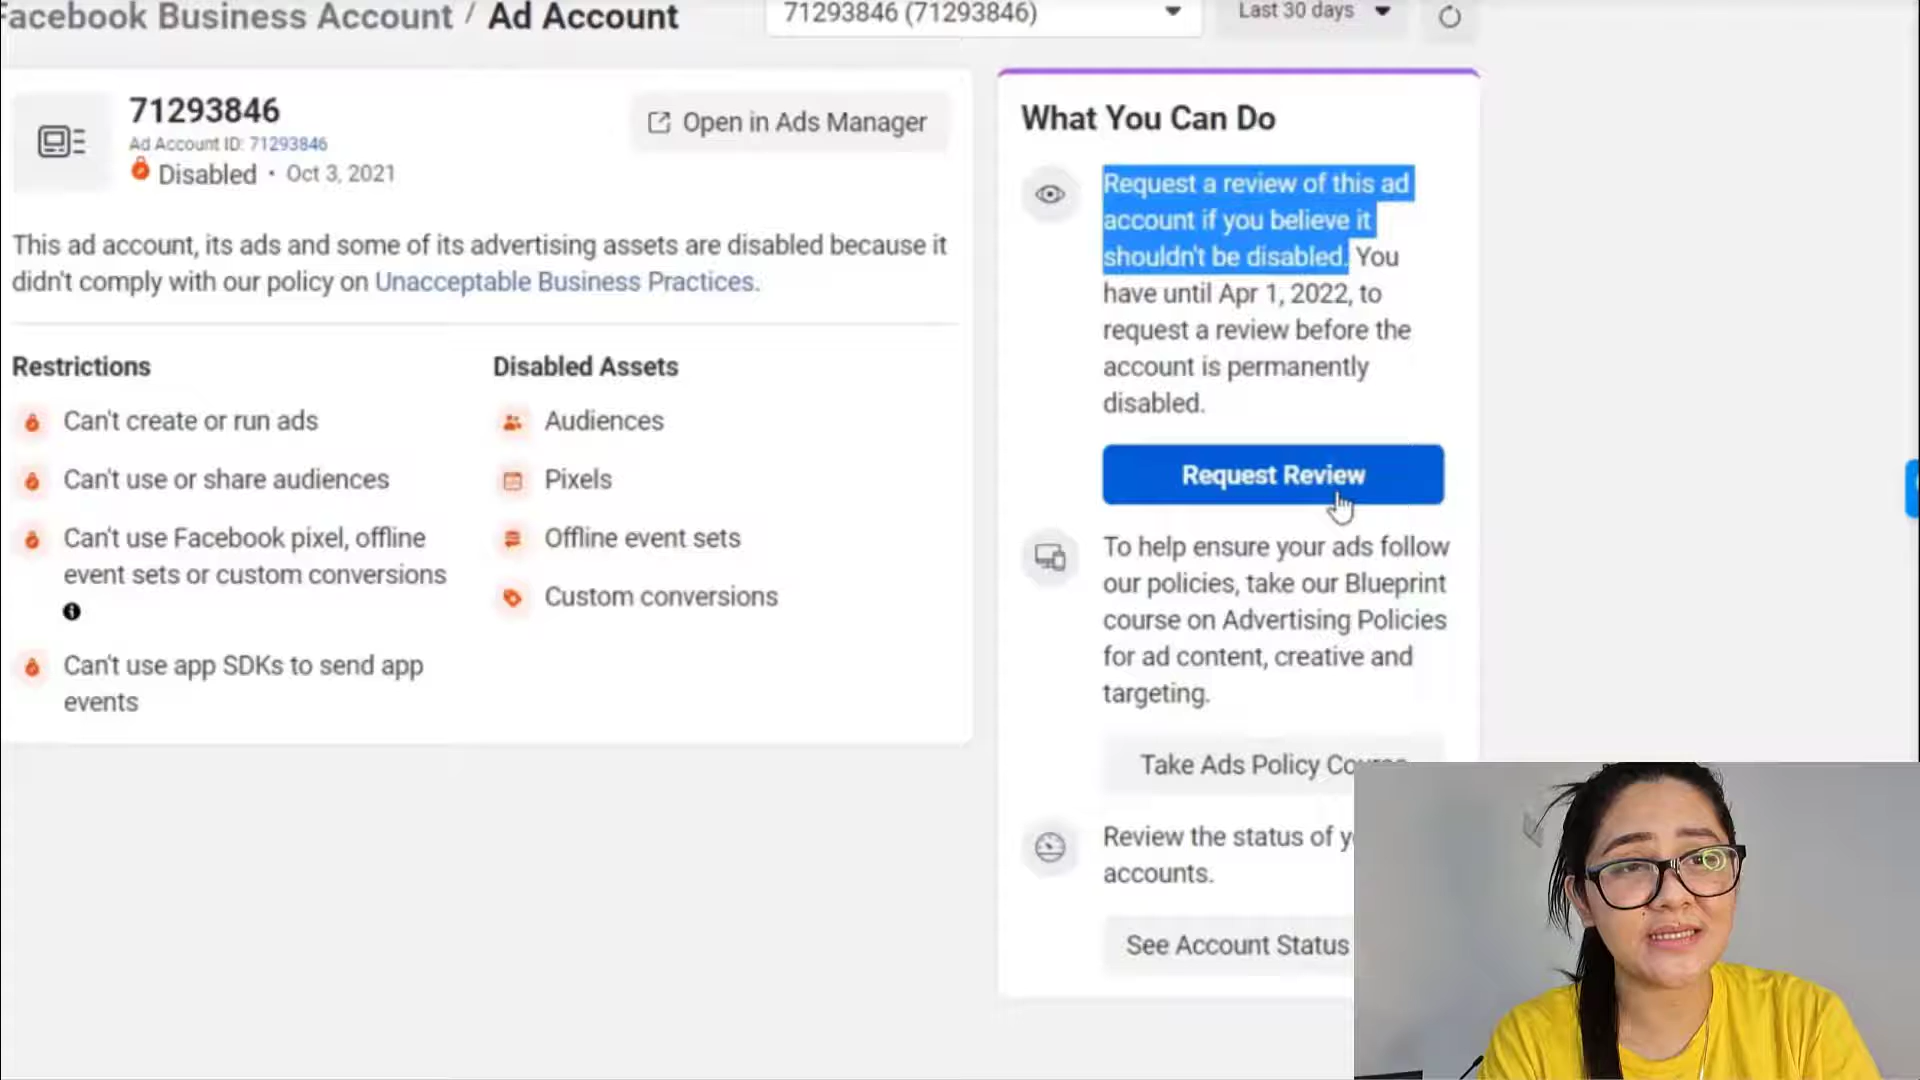 acebook Business Account / Ad Account
71293846 (71293846)
Last 30 days
71293846
Ad Account ID: 71293846
Disabled • Oct 3, 2021
Open in Ads Manager
This ad account, its ads and some of its advertising assets are disabled because it
didn't comply with our policy on Unacceptable Business Practices.
Restrictions
Can't create or run ads
Can't use or share audiences
Can't use Facebook pixel, offline
event sets or custom conversions
Can't use app SDKs to send app
events
Disabled Assets
Audiences
Pixels
Offline event sets
Custom conversions
What You Can Do
Request a review of this ad
account if you believe it
shouldn't be disabled. You
have until Apr 1, 2022, to
request a review before the
account is permanently
disabled.
Request Review
To help ensure your ads follow
our policies, take our Blueprint
course on Advertising Policies
for ad content, creative and
targeting.
Take Ads Policy Course
Review the status of
accounts.
See Account Status